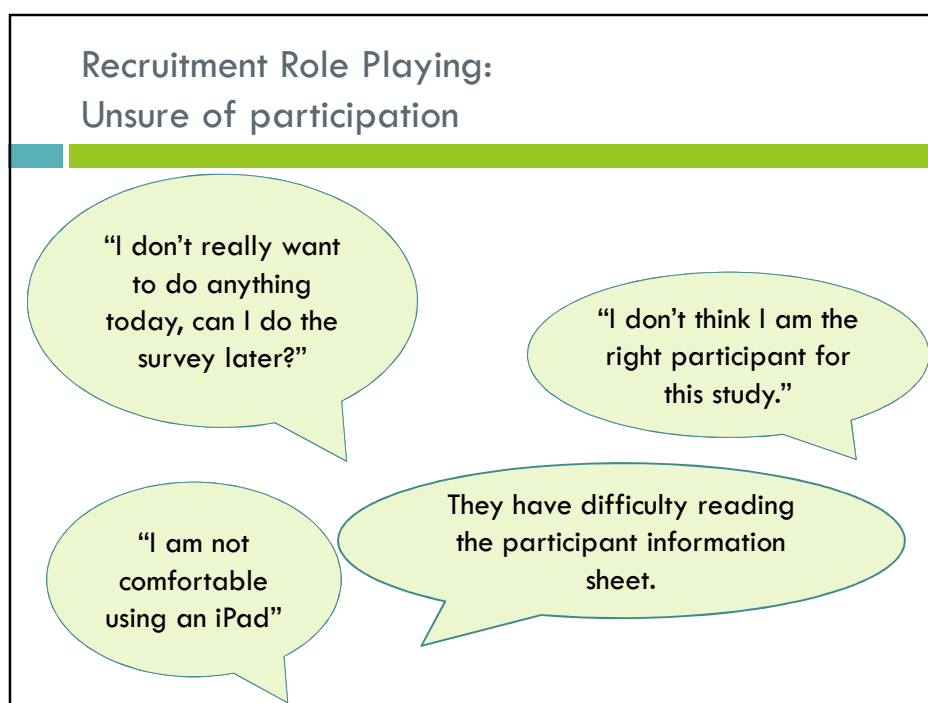 Recruitment Role Playing:
Unsure of participation
“I don’t really want
to do anything
today, can I do the
survey later?”
“I don’t think I am the
right participant for
this study.”
They have difficulty reading
the participant information
sheet.
“I am not
comfortable
using an iPad”